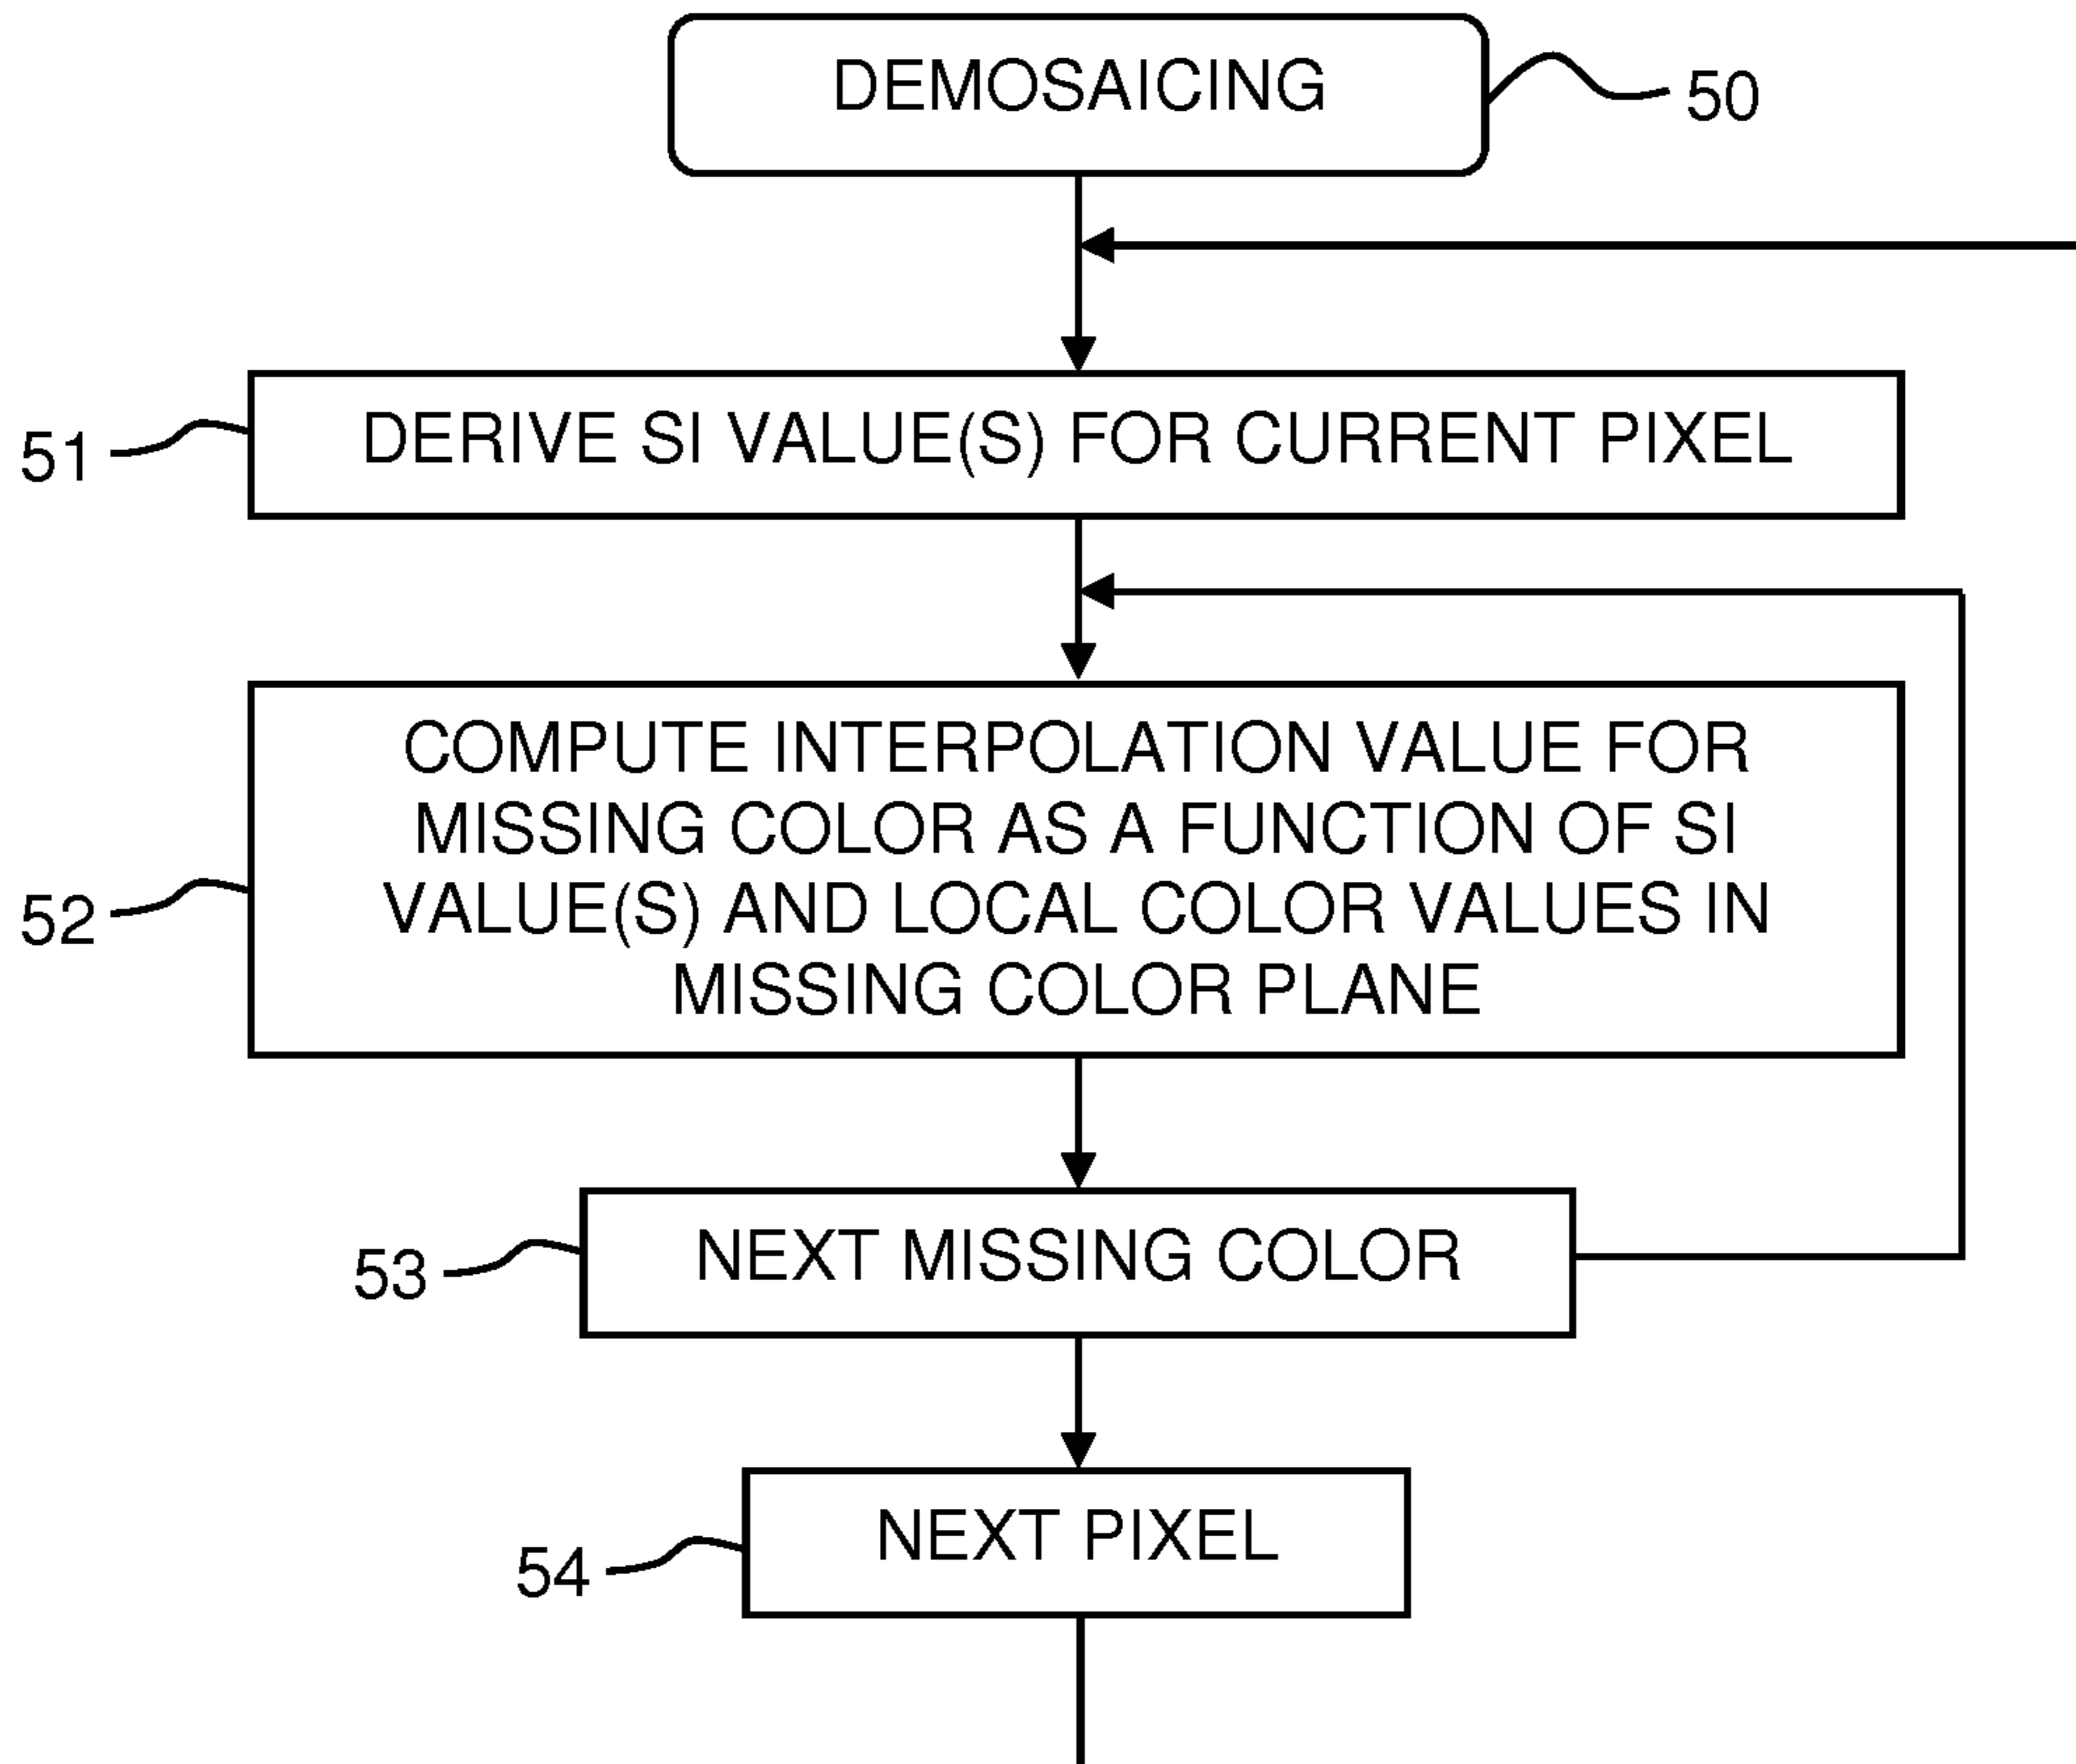 DEMOSAICING
50
51
DERIVE SI VALUE(S) FOR CURRENT PIXEL
52
COMPUTE INTERPOLATION VALUE FOR
MISSING COLOR AS A FUNCTION OF SI
VALUE(S) AND LOCAL COLOR VALUES IN
MISSING COLOR PLANE
53
NEXT MISSING COLOR
54
NEXT PIXEL